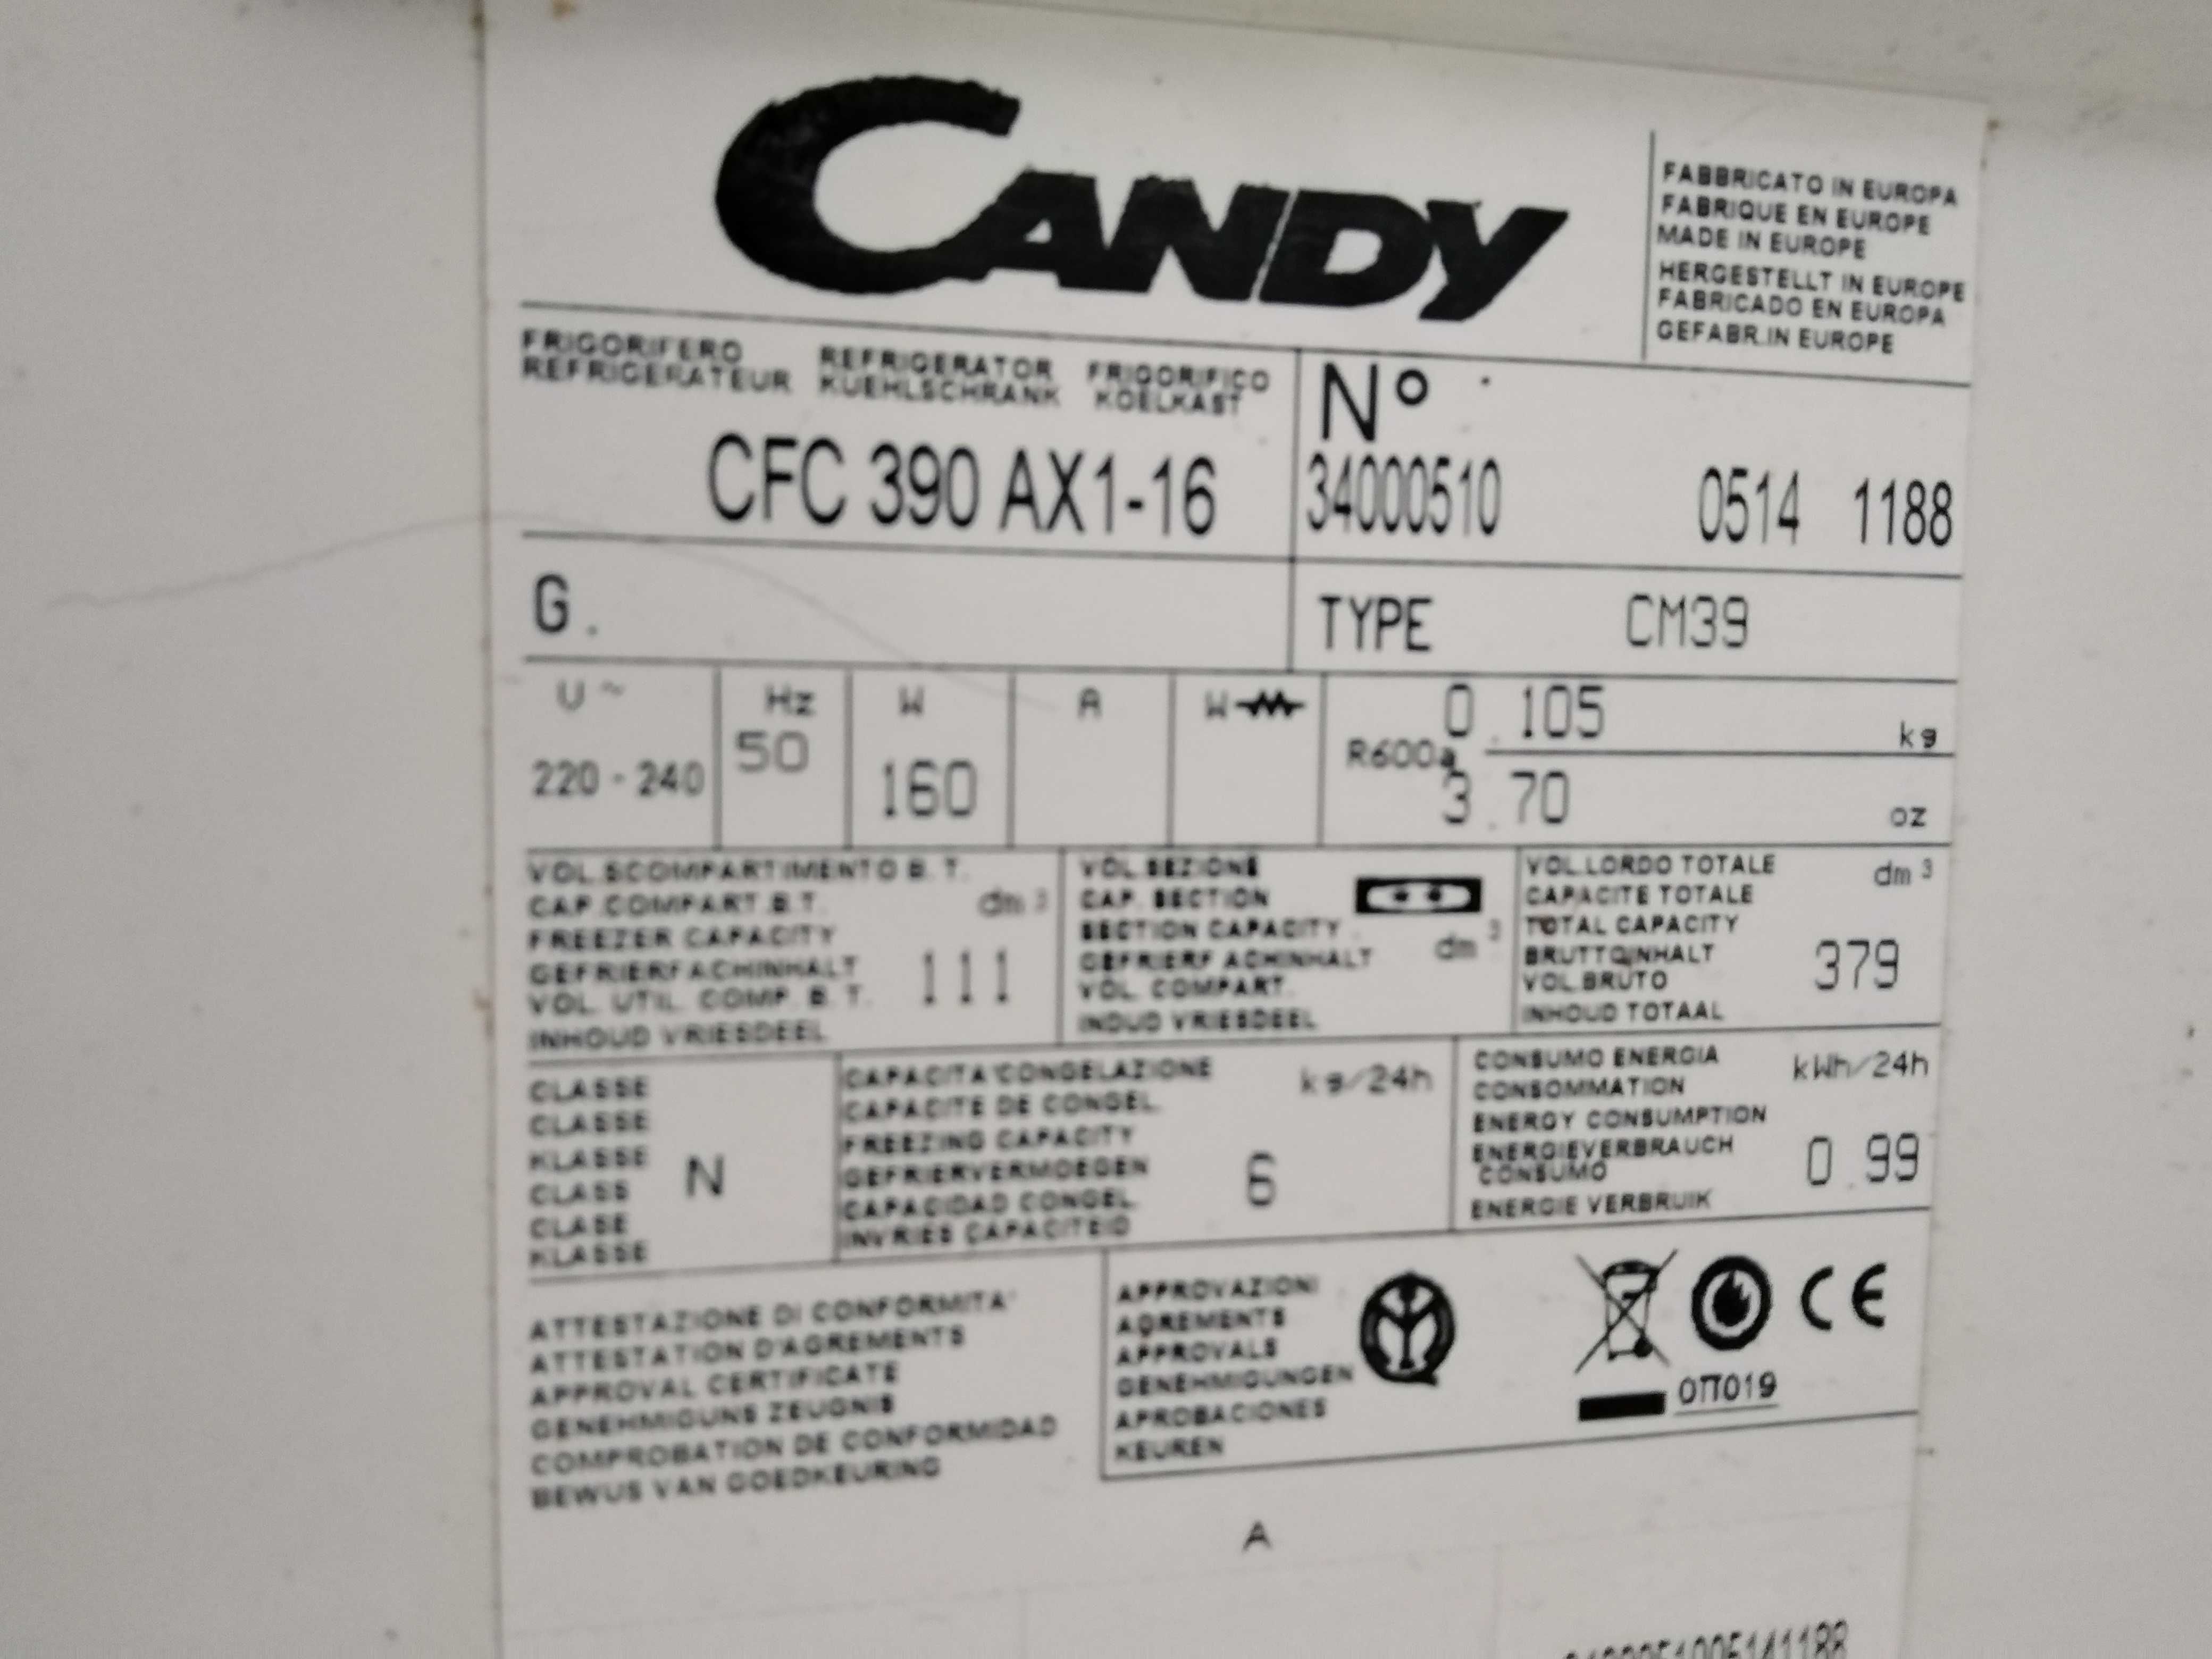 CANDY
FABBRICATO IN EUROPA
FABRIQUE EN EUROPE
MADE IN EUROPE
HERGESTELLT IN EUROPE
FABRICADO EN EUROPA
GEFABR.IN EUROPE
FRIGORIFERO REFRIGERATOR FRIGORIFICO
REFRIGERATEUR KUEHLSCHRANK KOELKAST
CFC 390 AX1-16
N°
34000510 0514 1188
G.
TYPE CM39
V ~
220 - 240
Hz
50
W
160
A
W
R600a
0.105 kg
3.70 oz
VOL.SCOMPARTIMENTO B.T.
CAP.COMPART.B.T. dm³
FREEZER CAPACITY
GEFRIERFACHINHALT 111
VOL. UTIL. COMP. B.T.
INHOUD VRIESDEEL
VOL.SEZIONE
CAP. SECTION
SECTION CAPACITY dm³
GEFRIERFACHINHALT
VOL. COMPART.
INOUD VRIESDEEL
VOL.LORDO TOTALE dm³
CAPACITE TOTALE
TOTAL CAPACITY
BRUTTOINHALT 379
VOL.BRUTO
INHOUD TOTAAL
CLASSE
CLASSE
KLASSE
CLASS N
CLASE
KLASSE
CAPACITA'CONGELAZIONE kg/24h
CAPACITE DE CONGEL.
FREEZING CAPACITY
GEFRIERVERMOEGEN 6
CAPACIDAD CONGEL.
INVRIES CAPACITEID
CONSUMO ENERGIA kWh/24h
CONSOMMATION
ENERGY CONSUMPTION
ENERGIEVERBRAUCH 0.99
CONSUMO
ENERGIE VERBRUIK
ATTESTAZIONE DI CONFORMITA'
ATTESTATION D'AGREMENTS
APPROVAL CERTIFICATE
GENEHMIGUNS ZEUGNIS
COMPROBATION DE CONFORMIDAD
BEWIJS VAN GOEDKEURING
APPROVAZIONI
AGREMENTS
APPROVALS
GENEHMIGUNGEN
APROBACIONES
KEUREN
CE
A